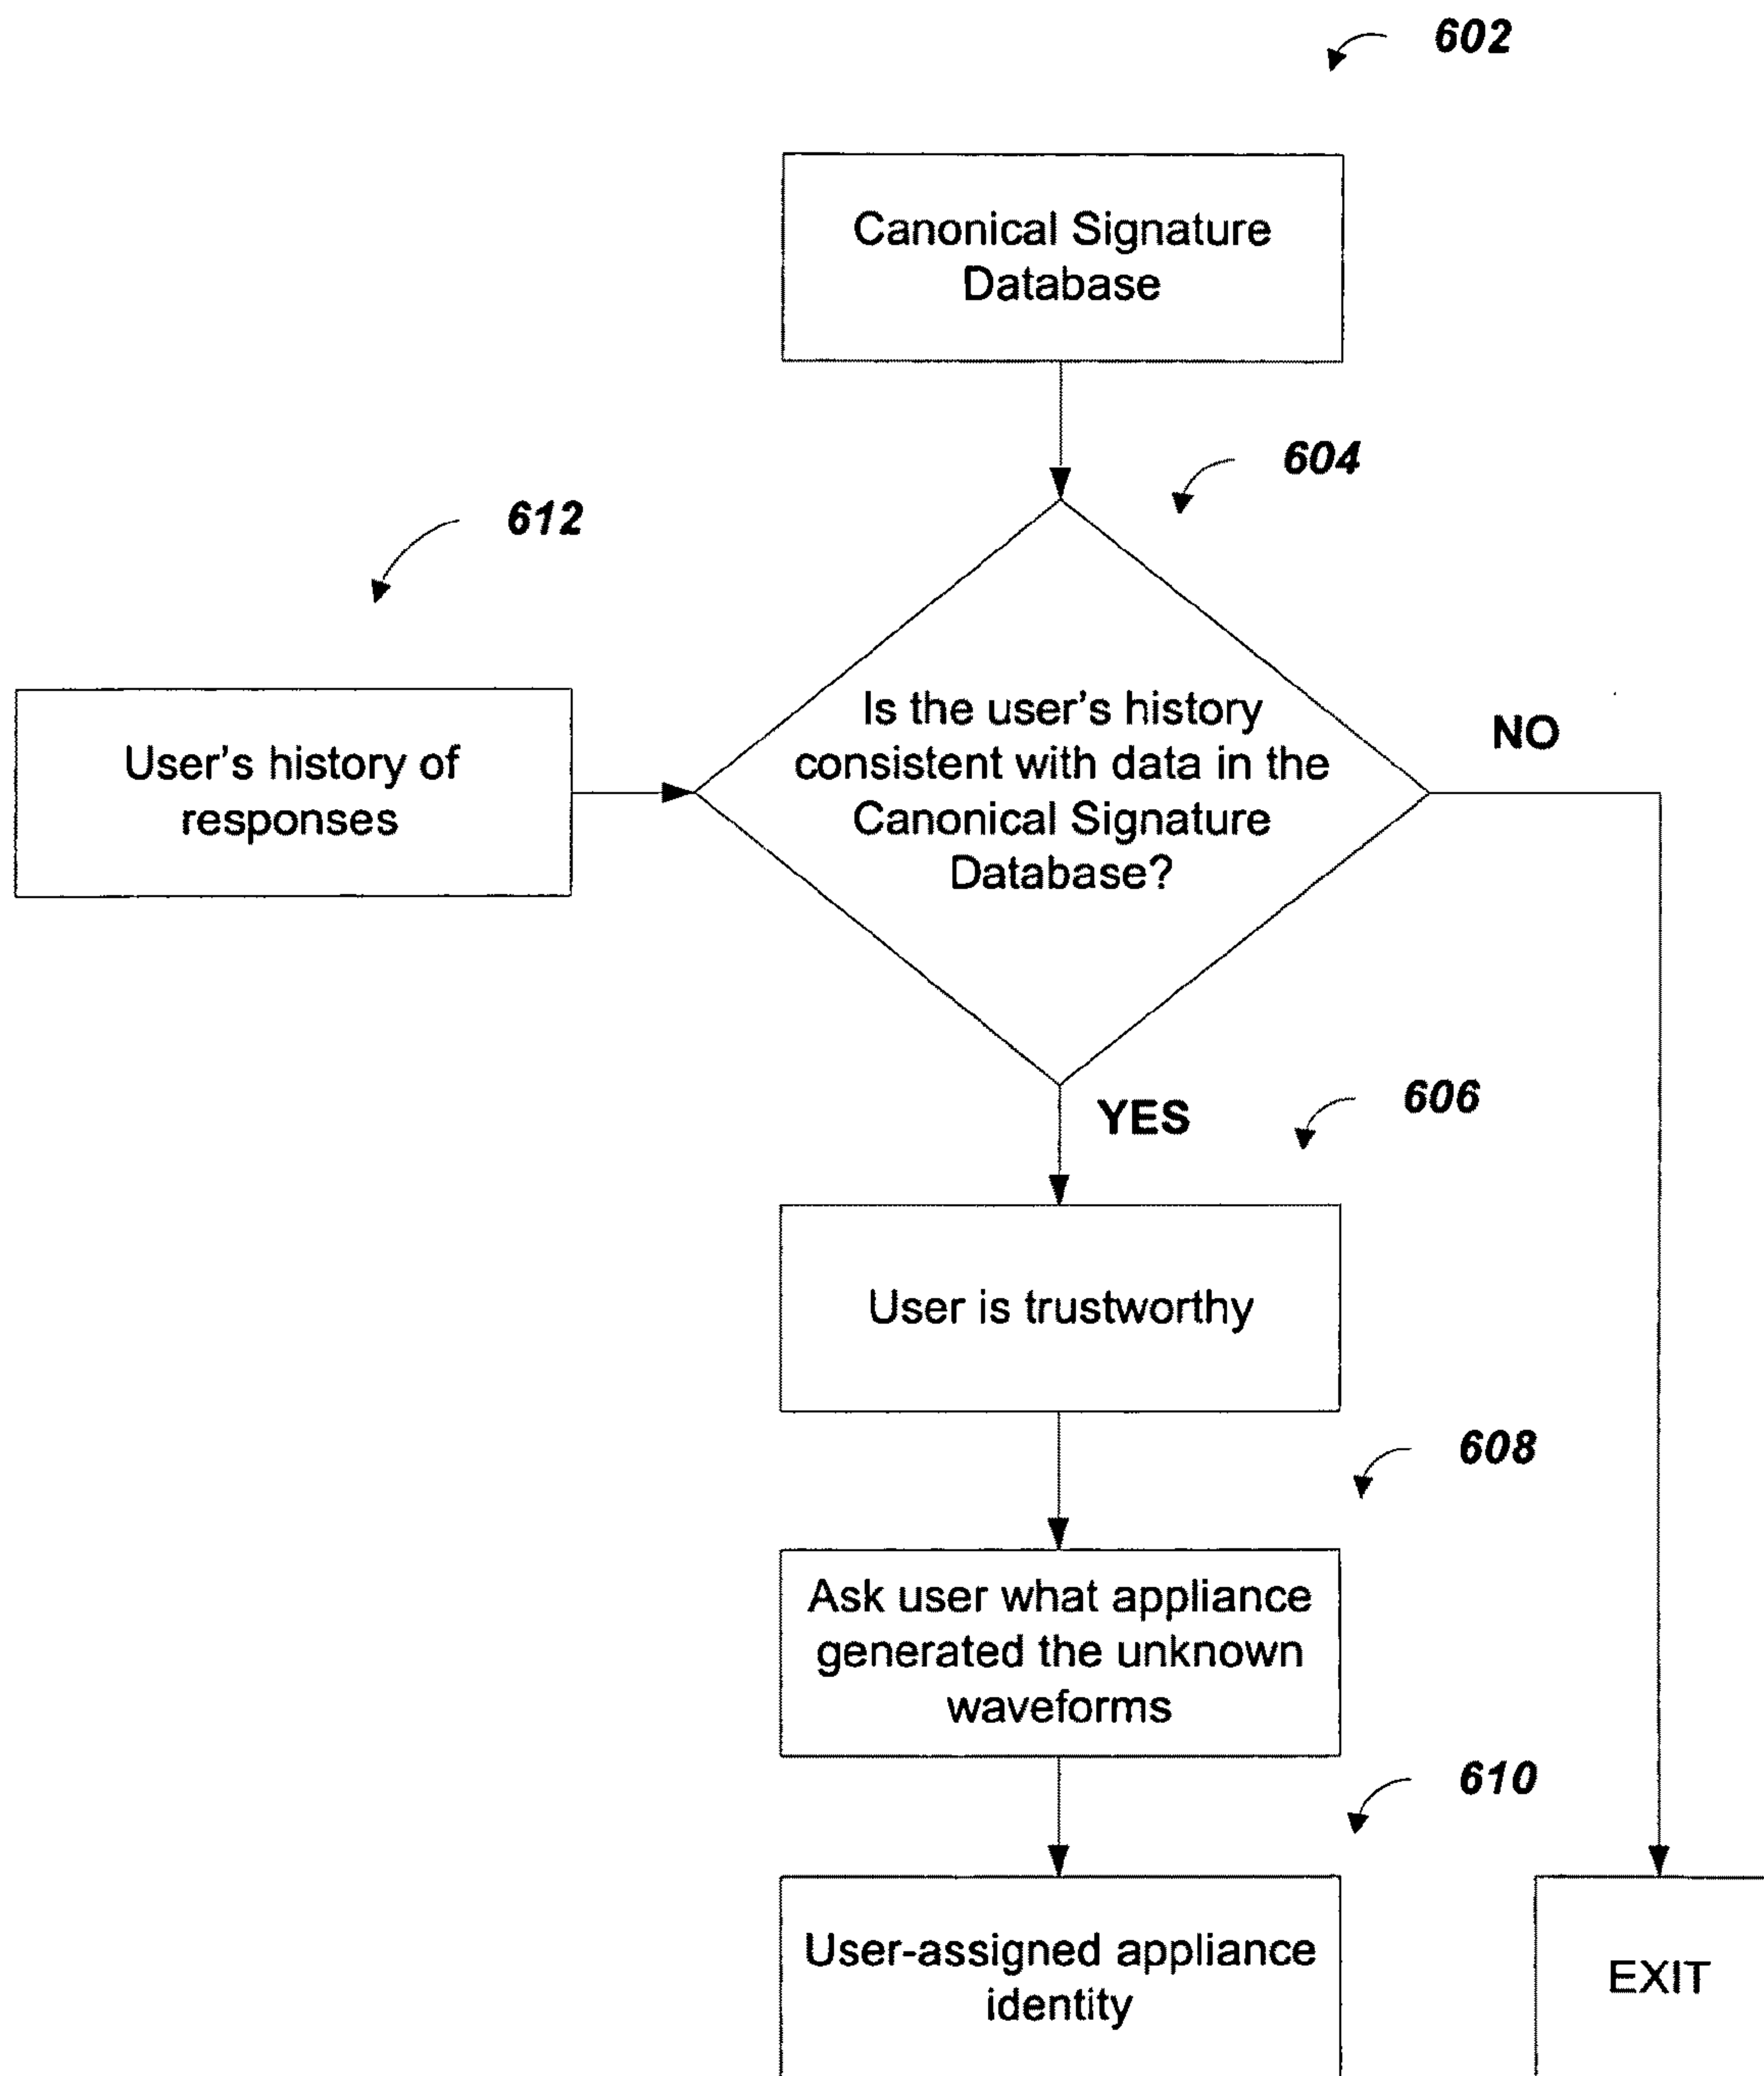 602
Canonical Signature
Database
604
612
Is the user's history
consistent with data in the
Canonical Signature
Database?
NO
User's history of
responses
YES
606
User is trustworthy
608
Ask user what appliance
generated the unknown
waveforms
610
User-assigned appliance
identity
EXIT